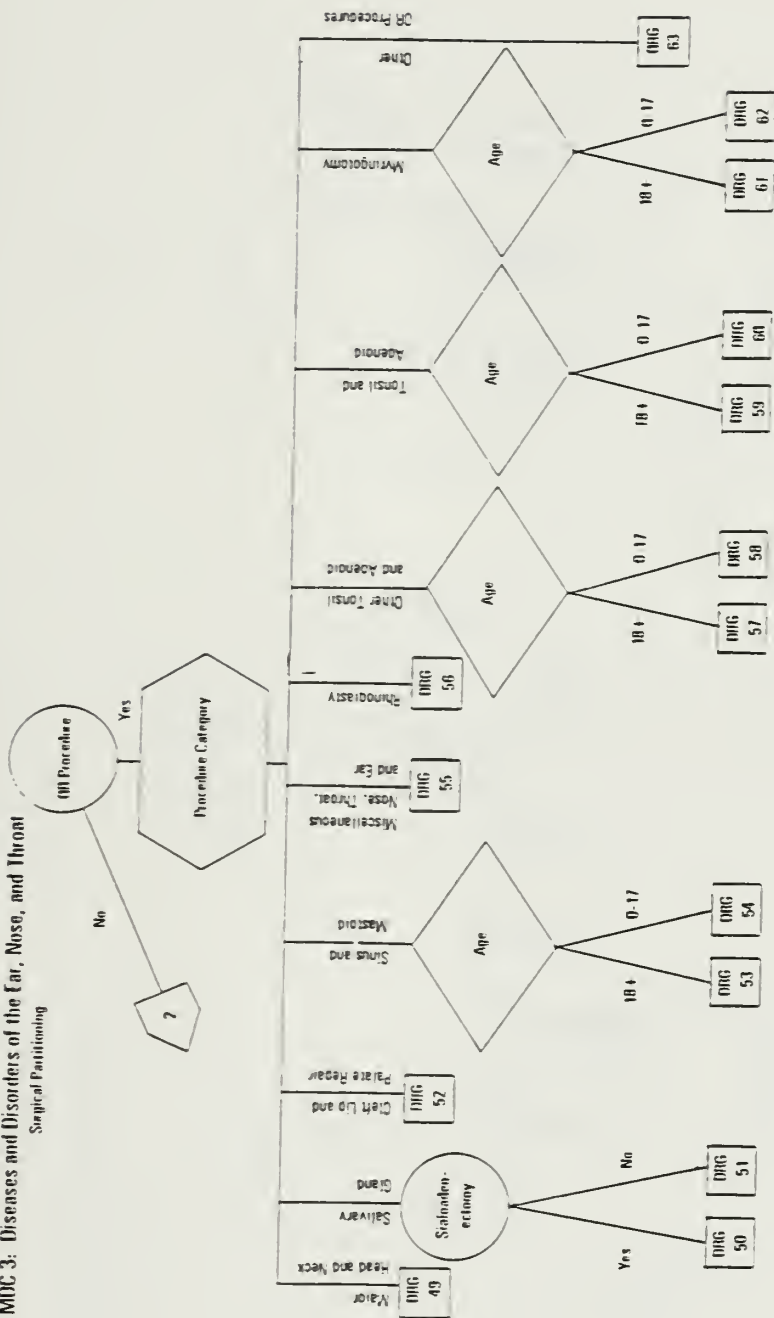 MDC 3: Diseases and Disorders of the Ear, Nose, and Throat
Surgical Partitioning
OR Procedure
No
Yes
2
Procedure Category
Major
Head and Neck
DRG
49
Salivary
Gland
Sialoaden-
ectomy
Yes
No
DRG
50
DRG
51
Cleft Lip and
Palate Repair
DRG
52
Sinus and
Mastoid
Age
18+
0-17
DRG
53
DRG
54
Miscellaneous
Nose, Throat,
and Ear
DRG
55
Rhinoplasty
DRG
56
Other Tonsil
and Adenoid
Age
18+
0-17
DRG
57
DRG
58
Tonsil and
Adenoid
Age
18+
0-17
DRG
59
DRG
60
Myringotomy
Age
18+
0-17
DRG
61
DRG
62
Other
OR Procedures
DRG
63